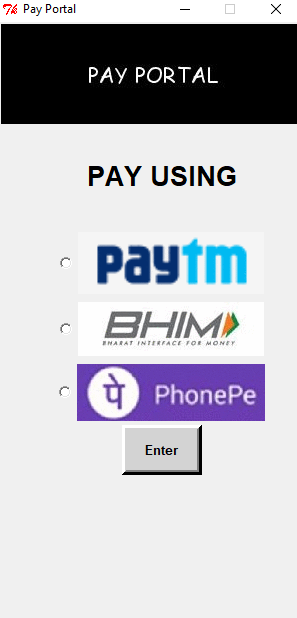 Pay Portal
PAY PORTAL
PAY USING
paytm
BHIM
BHARAT INTERFACE FOR MONEY
पे PhonePe
Enter